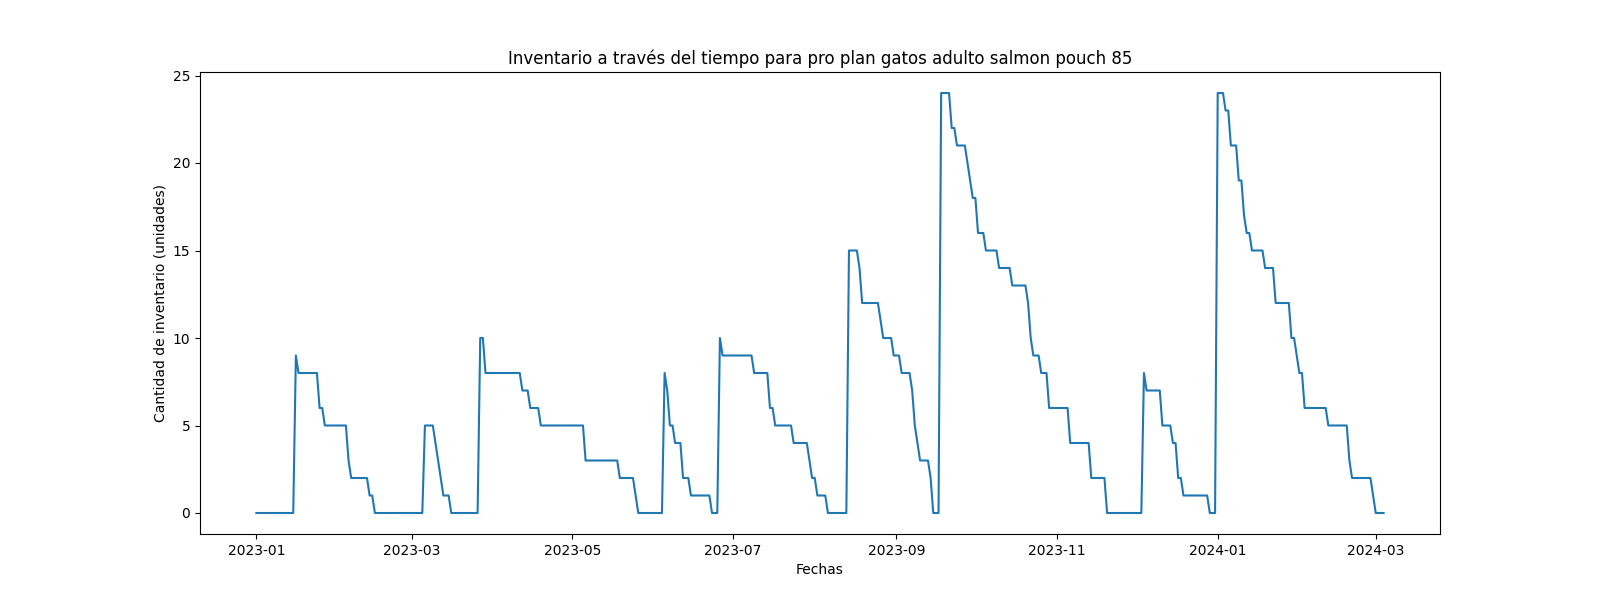 Inventario a través del tiempo para pro plan gatos adulto salmon pouch 85
Cantidad de inventario (unidades)
25
20
15
10
5
0
2023-01 2023-03 2023-05 2023-07 2023-09 2023-11 2024-01 2024-03
Fechas